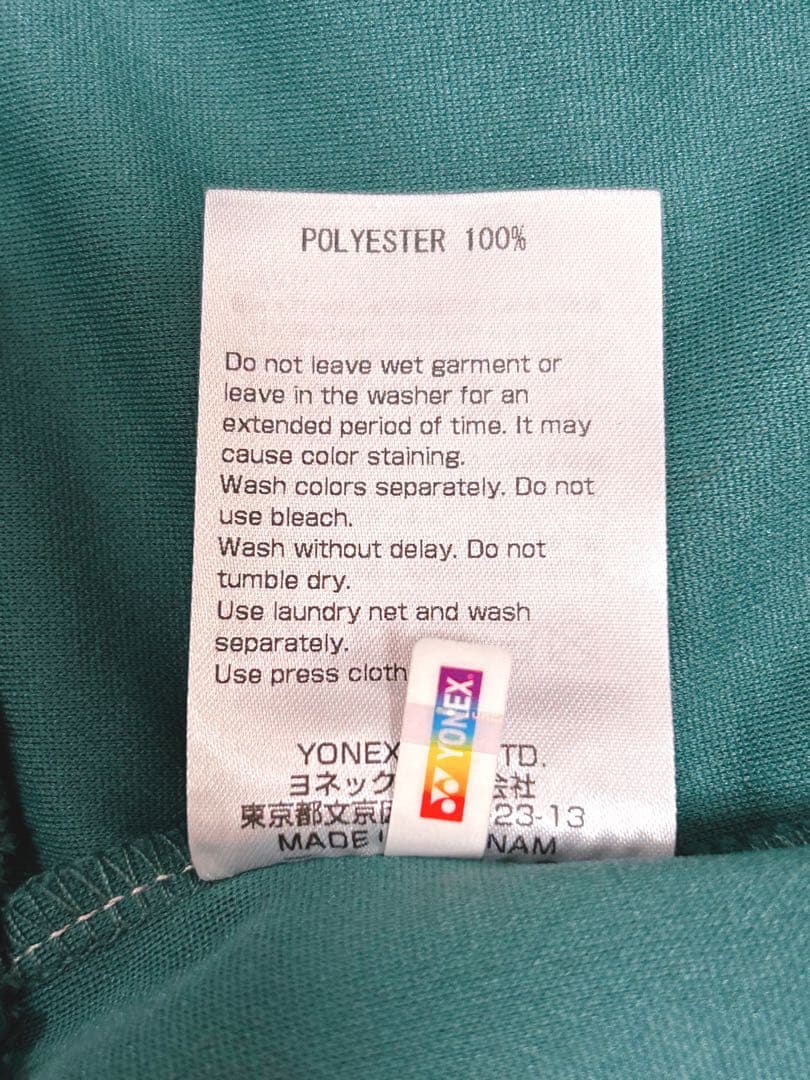 POLYESTER 100%
Do not leave wet garment or
leave in the washer for an
extended period of time. It may
cause color staining.
Wash colors separately. Do not
use bleach.
Wash without delay. Do not
tumble dry.
Use laundry net and wash
separately.
Use press cloth
YONEX
YONEX TD.
ヨネック 会社
東京都文京区 23-13
MADE NAM